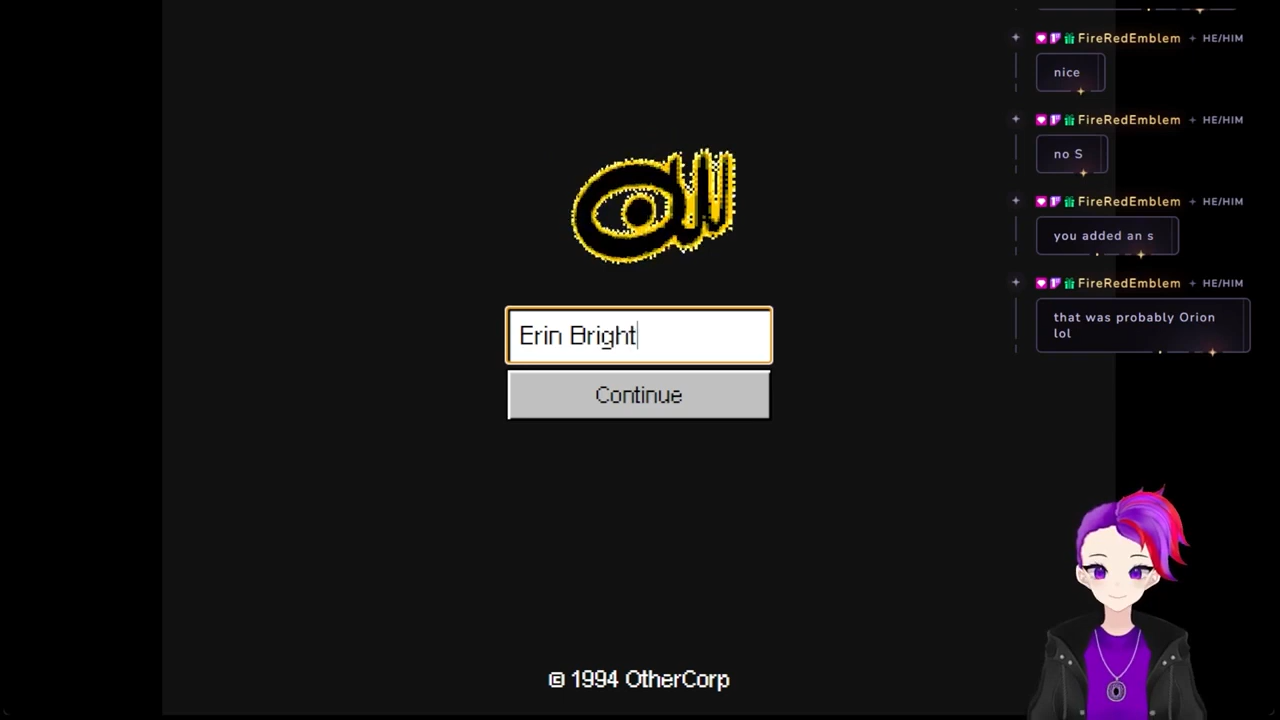 FireRedEmblem + HE/HIM
nice
FireRedEmblem + HE/HIM
no S
FireRedEmblem + HE/HIM
you added an s
FireRedEmblem + HE/HIM
that was probably Orion
lol
Erin Bright
Continue
© 1994 OtherCorp